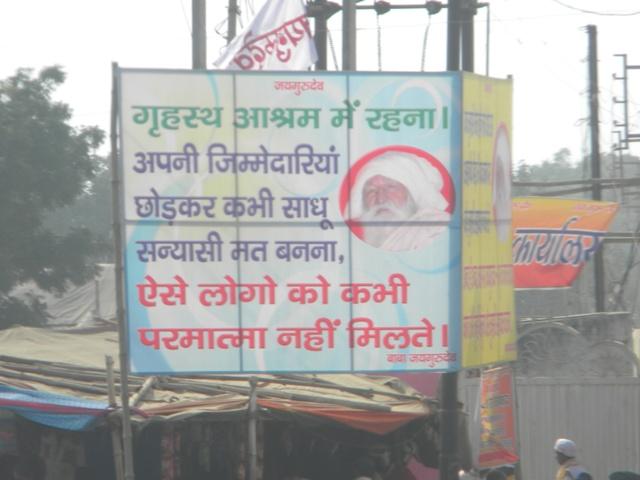 जयगुरुदेव
गृहस्थ आश्रम में रहना।
अपनी जिम्मेदारियां
छोड़कर कभी साधू
सन्यासी मत बनना,
ऐसे लोगो को कभी
परमात्मा नहीं मिलते।
बाबा जयगुरुदेव
कार्यालय